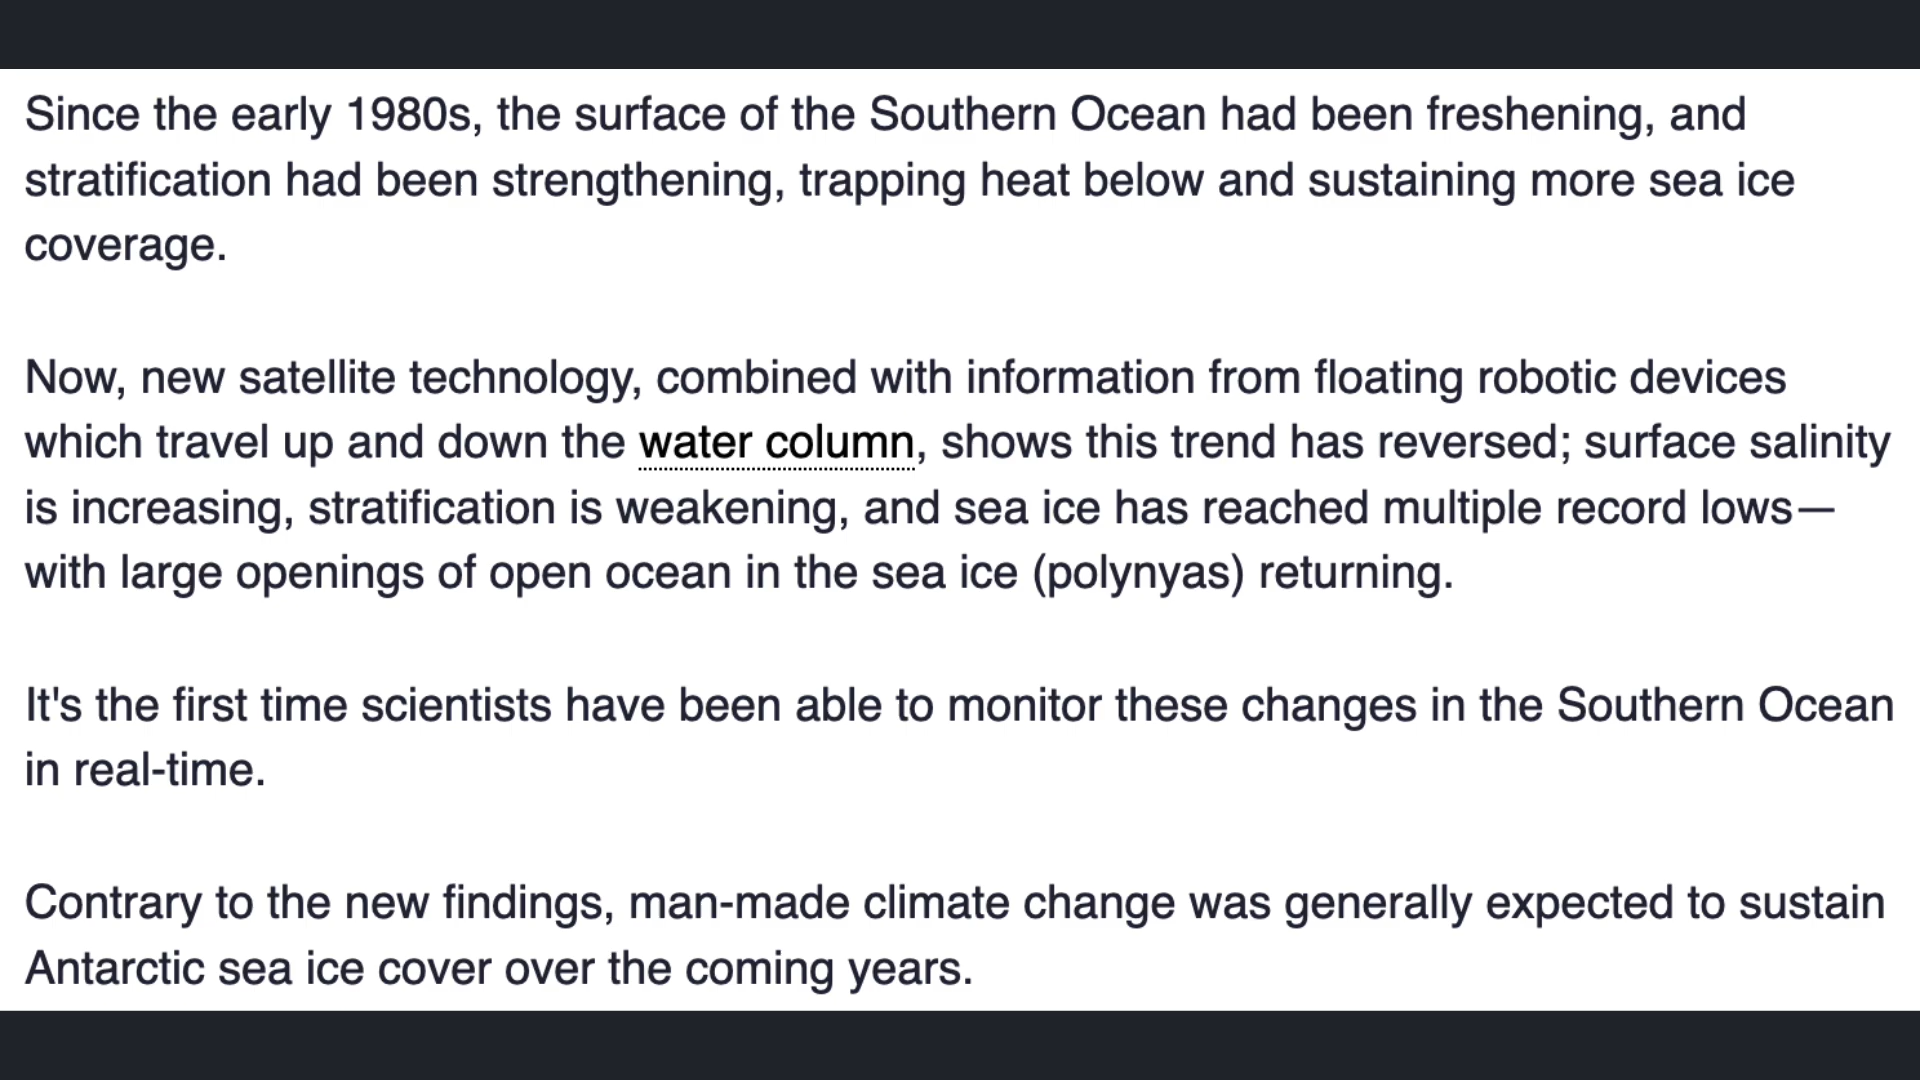 Since the early 1980s, the surface of the Southern Ocean had been freshening, and
stratification had been strengthening, trapping heat below and sustaining more sea ice
coverage.
Now, new satellite technology, combined with information from floating robotic devices
which travel up and down the water column, shows this trend has reversed; surface salinity
is increasing, stratification is weakening, and sea ice has reached multiple record lows—
with large openings of open ocean in the sea ice (polynyas) returning.
It's the first time scientists have been able to monitor these changes in the Southern Ocean
in real-time.
Contrary to the new findings, man-made climate change was generally expected to sustain
Antarctic sea ice cover over the coming years.